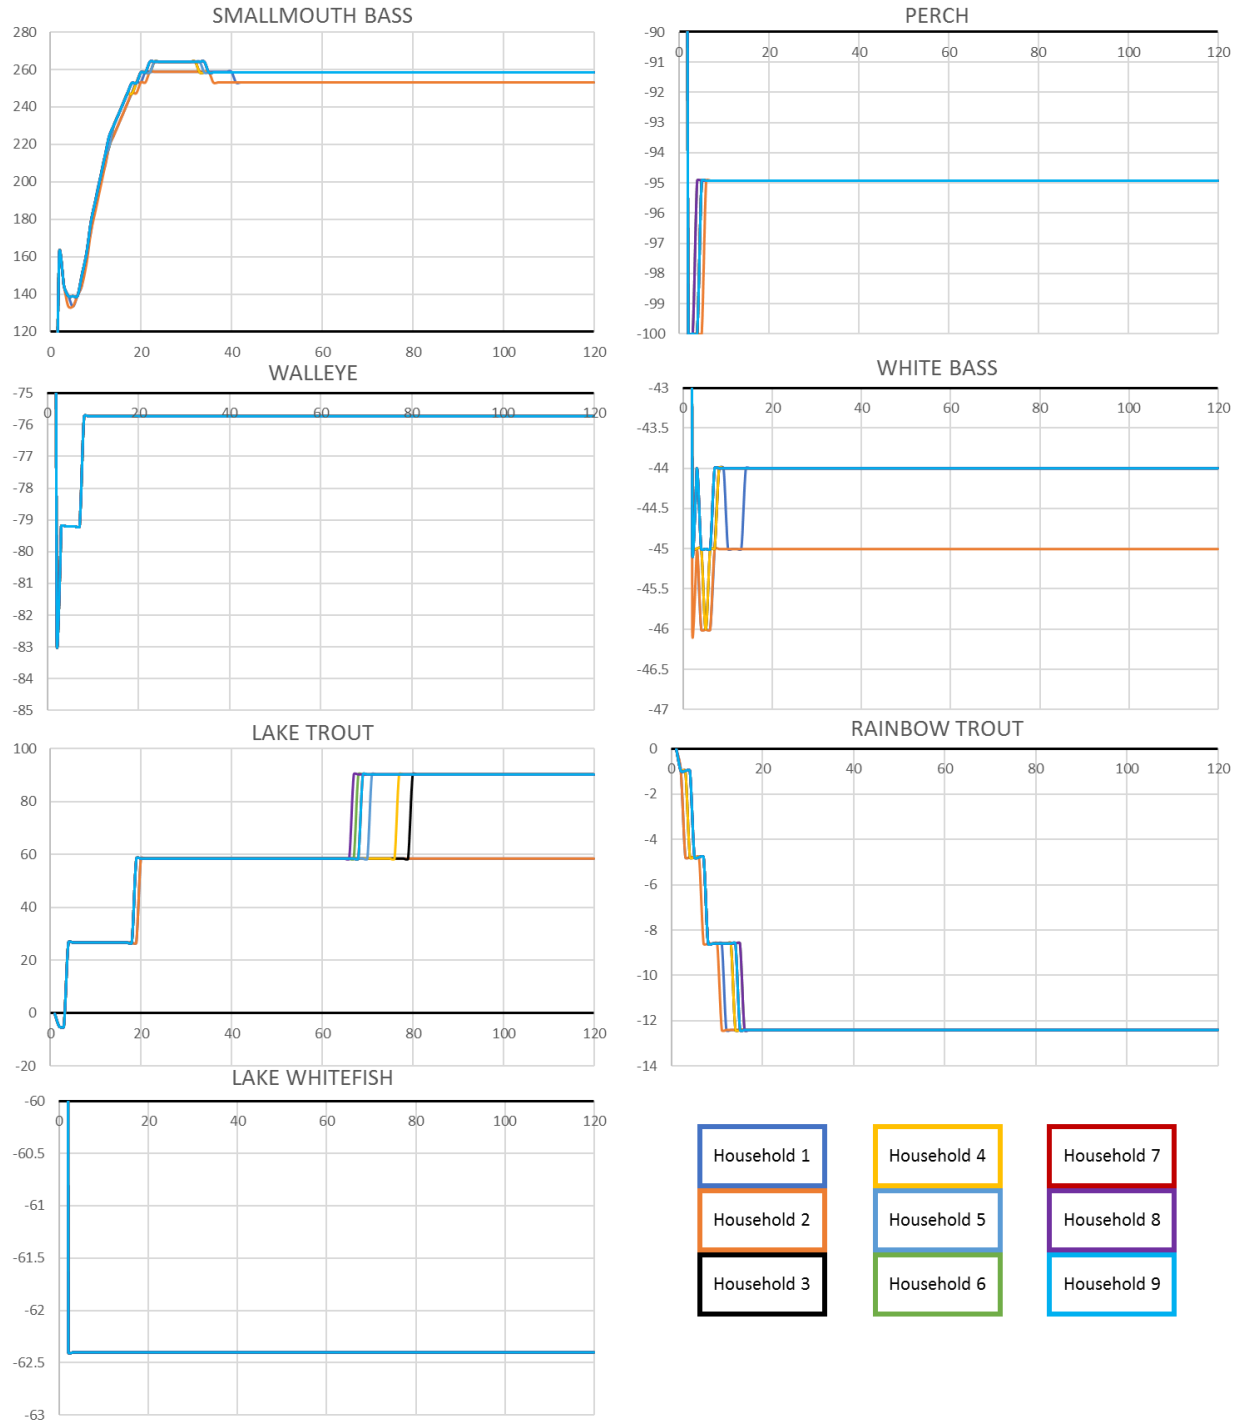 SMALLMOUTH BASS
280
260
240
220
200
180
160
140
120
0 20 40 60 80 100 120
PERCH
-90
0 20 40 60 80 100 120
-91
-92
-93
-94
-95
-96
-97
-98
-99
-100
WALLEYE
-75
0 20 40 60 80 100 120
-76
-77
-78
-79
-80
-81
-82
-83
-84
-85
WHITE BASS
-43
0 20 40 60 80 100 120
-43.5
-44
-44.5
-45
-45.5
-46
-46.5
-47
LAKE TROUT
100
80
60
40
20
0
0 20 40 60 80 100 120
-20
RAINBOW TROUT
0
0 20 40 60 80 100 120
-2
-4
-6
-8
-10
-12
-14
LAKE WHITEFISH
-60
0 20 40 60 80 100 120
-60.5
-61
-61.5
-62
-62.5
-63
Household 1
Household 4
Household 7
Household 2
Household 5
Household 8
Household 3
Household 6
Household 9